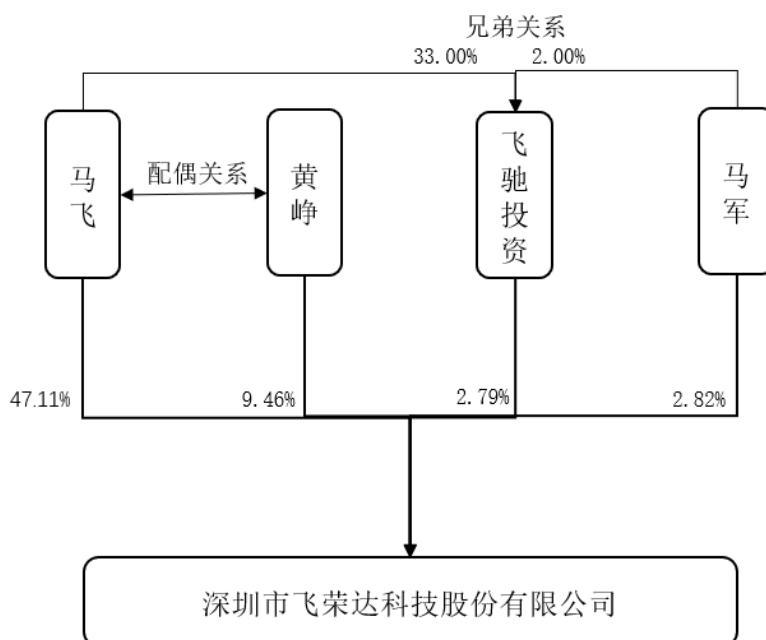 兄弟关系
33.00%
2.00%
马飞
配偶关系
黄峥
飞驰投资
马军
47.11%
9.46%
2.79%
2.82%
深圳市飞荣达科技股份有限公司